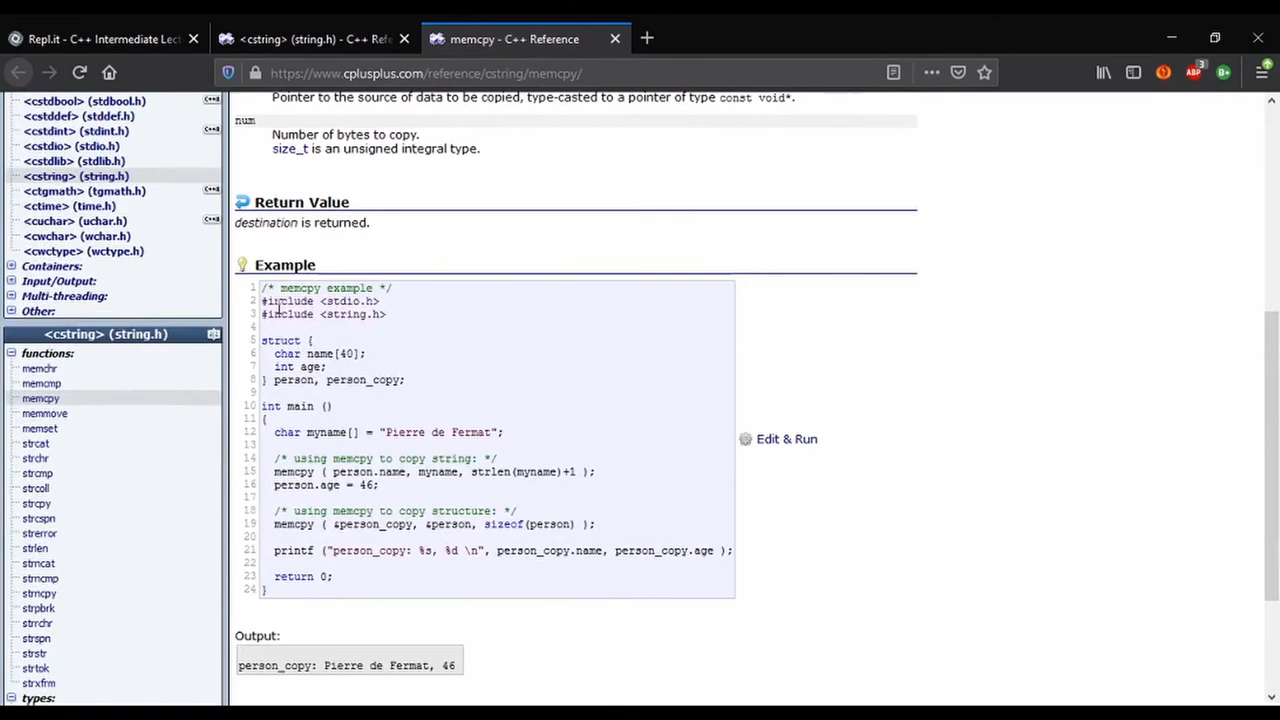 Repl.it - C++ Intermediate Lect
<cstring> (string.h) - C++ Refe
memcpy - C++ Reference
https://www.cplusplus.com/reference/cstring/memcpy/
3
ABP
B+
<cstdbool> (stdbool.h)
<cstddef> (stddef.h)
<cstdint> (stdint.h)
<cstdio> (stdio.h)
<cstdlib> (stdlib.h)
<cstring> (string.h)
<ctgmath> (tgmath.h)
<ctime> (time.h)
<cuchar> (uchar.h)
<cwchar> (wchar.h)
<cwctype> (wctype.h)
Containers:
Input/Output:
Multi-threading:
Other:
<cstring> (string.h)
functions:
memchr
memcmp
memcpy
memmove
memset
strcat
strchr
strcmp
strcoll
strcpy
strcspn
strerror
strlen
strncat
strncmp
strncpy
strpbrk
strrchr
strspn
strstr
strtok
strxfrm
types:
Pointer to the source of data to be copied, type-casted to a pointer of type const void*.
num
Number of bytes to copy.
size_t is an unsigned integral type.
Return Value
destination is returned.
Example
1 /* memcpy example */
2 #include <stdio.h>
3 #include <string.h>
4
5 struct {
6 char name[40];
7 int age;
8 } person, person_copy;
9
10 int main ()
11 {
12 char myname[] = "Pierre de Fermat";
13
14 /* using memcpy to copy string: */
15 memcpy ( person.name, myname, strlen(myname)+1 );
16 person.age = 46;
17
18 /* using memcpy to copy structure: */
19 memcpy ( &person_copy, &person, sizeof(person) );
20
21 printf ("person_copy: %s, %d \n", person_copy.name, person_copy.age );
22
23 return 0;
24 }
Edit & Run
Output:
person_copy: Pierre de Fermat, 46